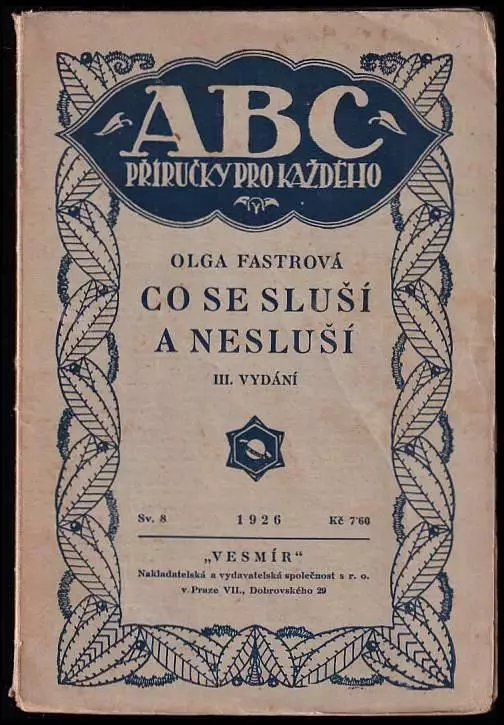 ABC
PŘÍRUČKY PRO KAŽDÉHO
OLGA FASTROVÁ
CO SE SLUŠÍ
A NESLUŠÍ
III. VYDÁNÍ
Sv. 8 1926 Kč 7·60
„VESMÍR"
Nakladatelská a vydavatelská společnost s r. o.
v Praze VII., Dobrovského 29